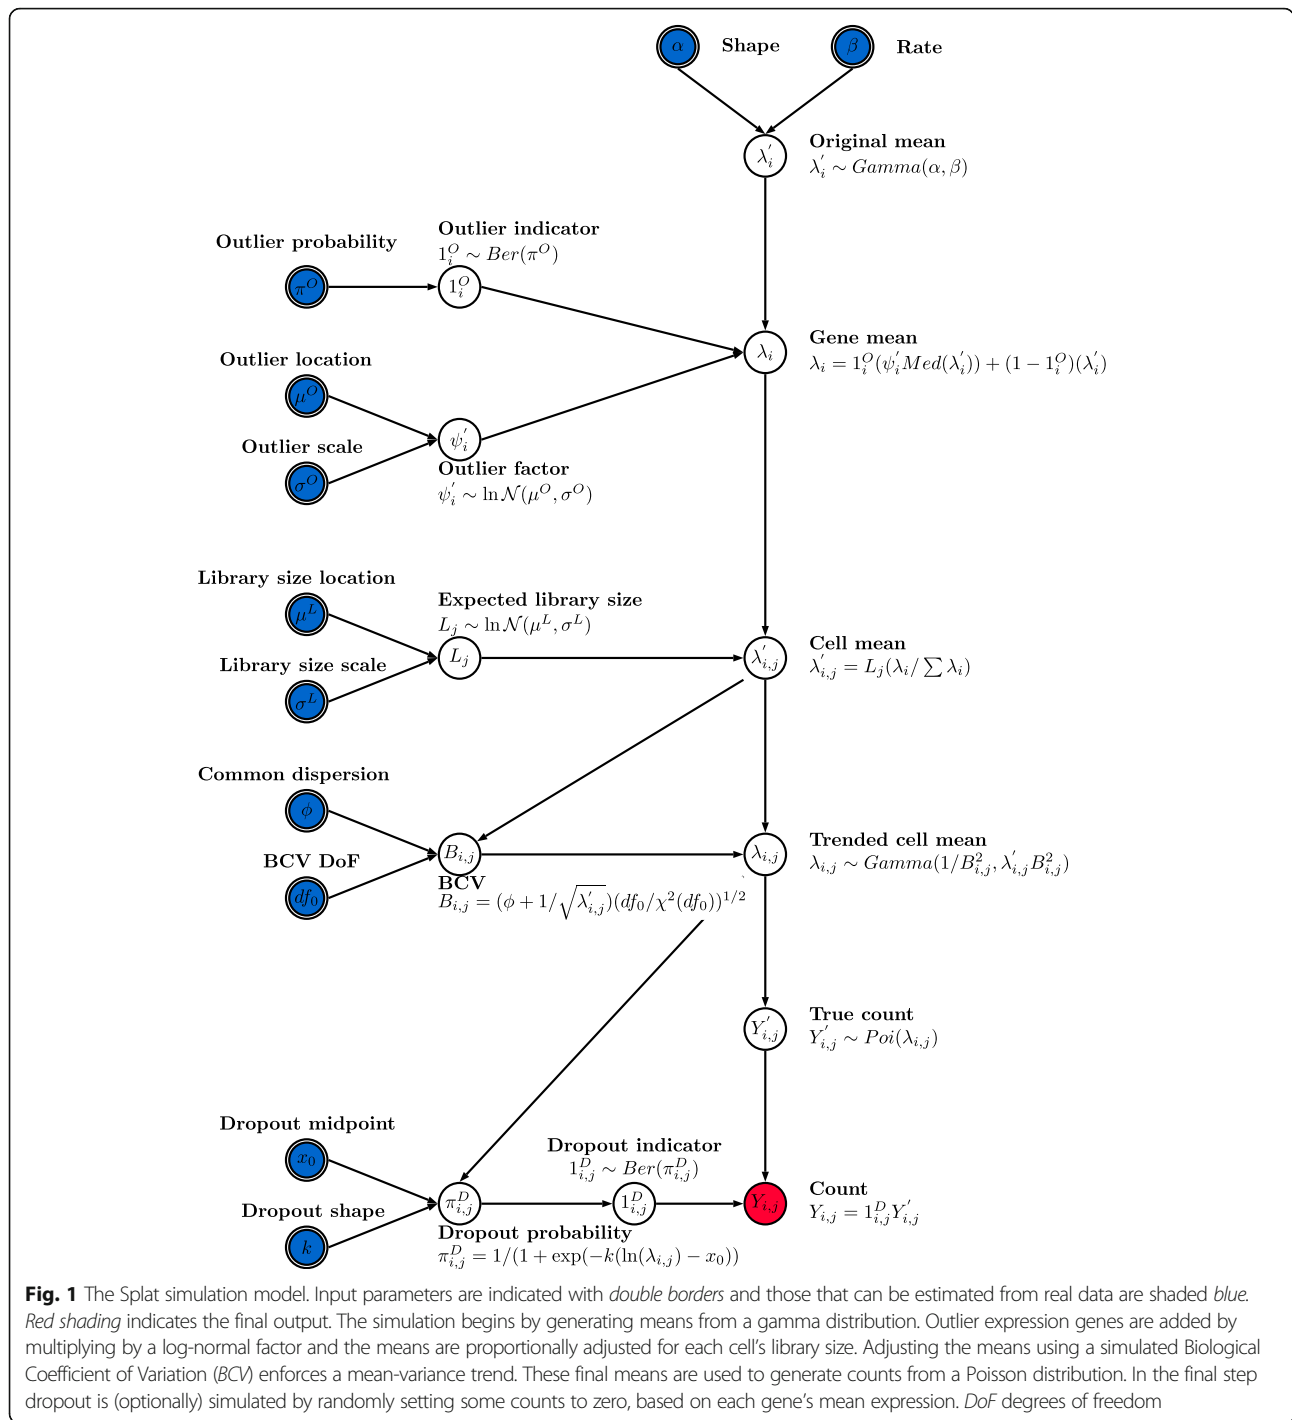 α Shape β Rate
Original mean
λ′_i
λ′_i ∼ Gamma(α, β)
Outlier indicator
Outlier probability
1^O_i ∼ Ber(π^O)
π^O 1^O_i
Gene mean
λ_i
λ_i = 1^O_i(ψ′_i Med(λ′_i)) + (1 − 1^O_i)(λ′_i)
Outlier location
μ^O
ψ′_i
Outlier scale
Outlier factor
σ^O
ψ′_i ∼ ln N(μ^O, σ^O)
Library size location
Expected library size
μ^L
L_j ∼ ln N(μ^L, σ^L)
Cell mean
L_j λ′_{i,j}
Library size scale
λ′_{i,j} = L_j(λ_i/ ∑ λ_i)
σ^L
Common dispersion
φ
Trended cell mean
B_{i,j} λ_{i,j}
BCV DoF
λ_{i,j} ∼ Gamma(1/B²_{i,j}, λ′_{i,j}B²_{i,j})
BCV
df₀
B_{i,j} = (φ + 1/√λ′_{i,j})(df₀/χ²(df₀))^{1/2}
True count
Y′_{i,j}
Y′_{i,j} ∼ Poi(λ_{i,j})
Dropout midpoint
Dropout indicator
x₀
1^D_{i,j} ∼ Ber(π^D_{i,j})
Count
π^D_{i,j} 1^D_{i,j} Y_{i,j}
Dropout shape
Y_{i,j} = 1^D_{i,j}Y′_{i,j}
Dropout probability
k
π^D_{i,j} = 1/(1 + exp(−k(ln(λ_{i,j}) − x₀))
Fig. 1 The Splat simulation model. Input parameters are indicated with double borders and those that can be estimated from real data are shaded blue.
Red shading indicates the final output. The simulation begins by generating means from a gamma distribution. Outlier expression genes are added by
multiplying by a log-normal factor and the means are proportionally adjusted for each cell's library size. Adjusting the means using a simulated Biological
Coefficient of Variation (BCV) enforces a mean-variance trend. These final means are used to generate counts from a Poisson distribution. In the final step
dropout is (optionally) simulated by randomly setting some counts to zero, based on each gene's mean expression. DoF degrees of freedom